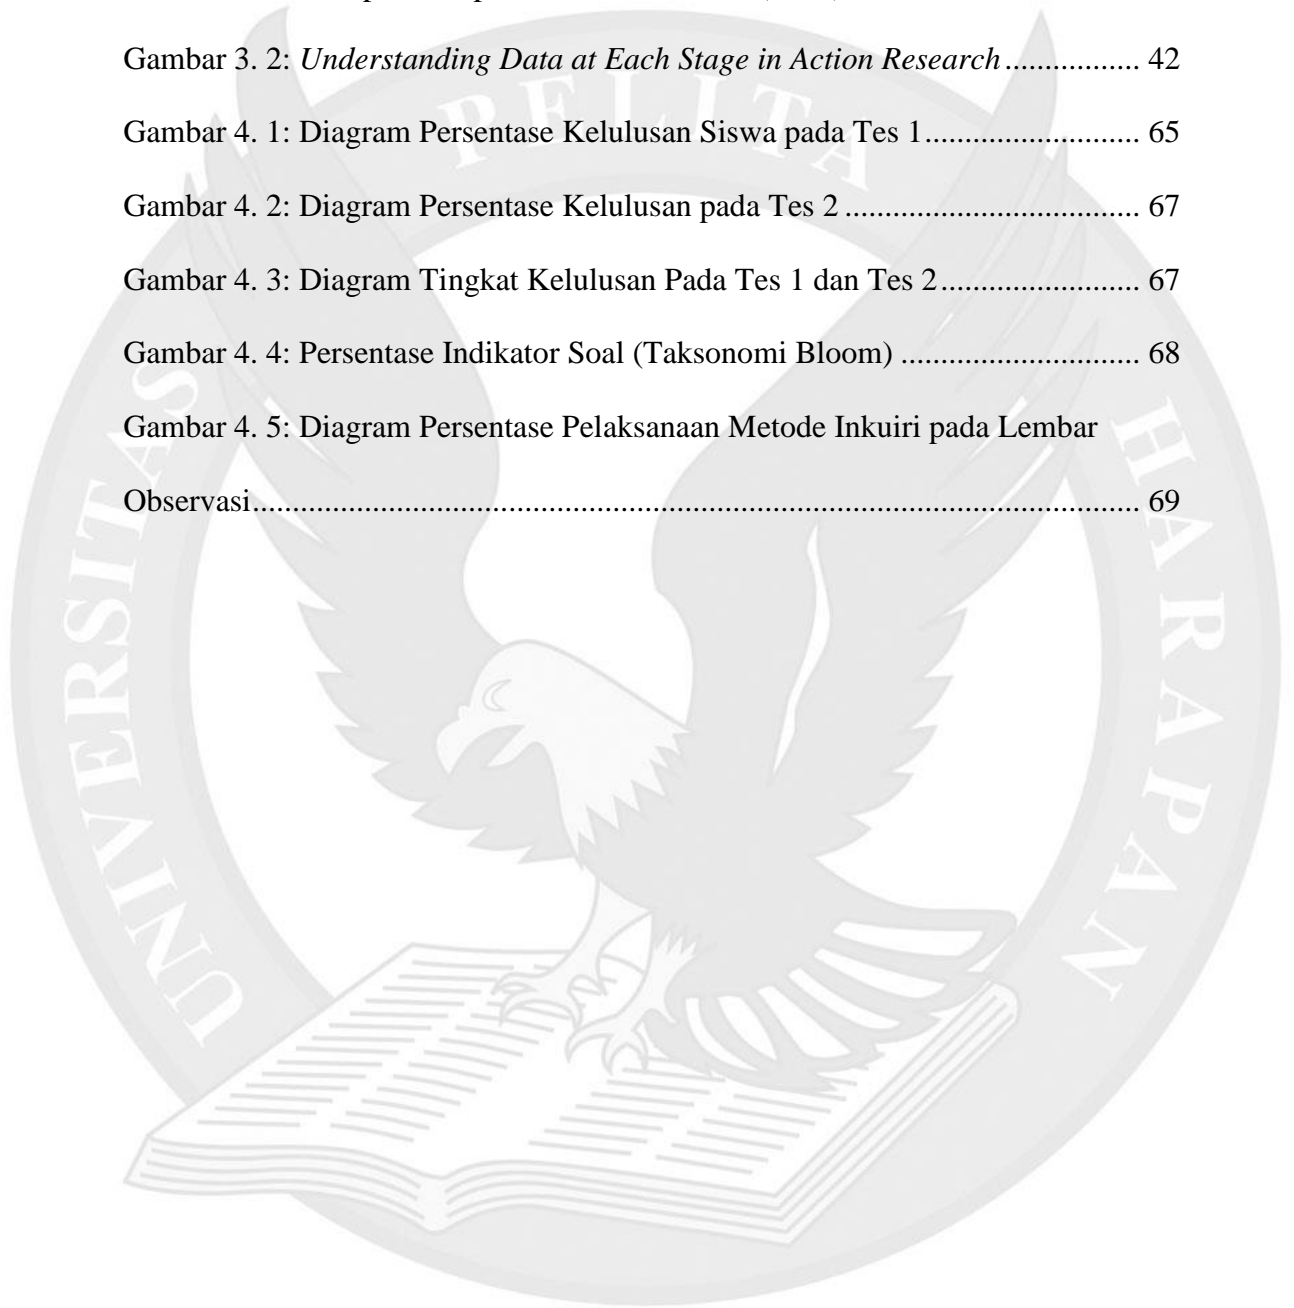 Gambar 3. 2: Understanding Data at Each Stage in Action Research ................. 42
Gambar 4. 1: Diagram Persentase Kelulusan Siswa pada Tes 1 ........................... 65
Gambar 4. 2: Diagram Persentase Kelulusan pada Tes 2 ..................................... 67
Gambar 4. 3: Diagram Tingkat Kelulusan Pada Tes 1 dan Tes 2 ......................... 67
Gambar 4. 4: Persentase Indikator Soal (Taksonomi Bloom) .............................. 68
Gambar 4. 5: Diagram Persentase Pelaksanaan Metode Inkuiri pada Lembar
Observasi ................................................................................................................ 69
UNIVERSITAS PELITA HARAPAN